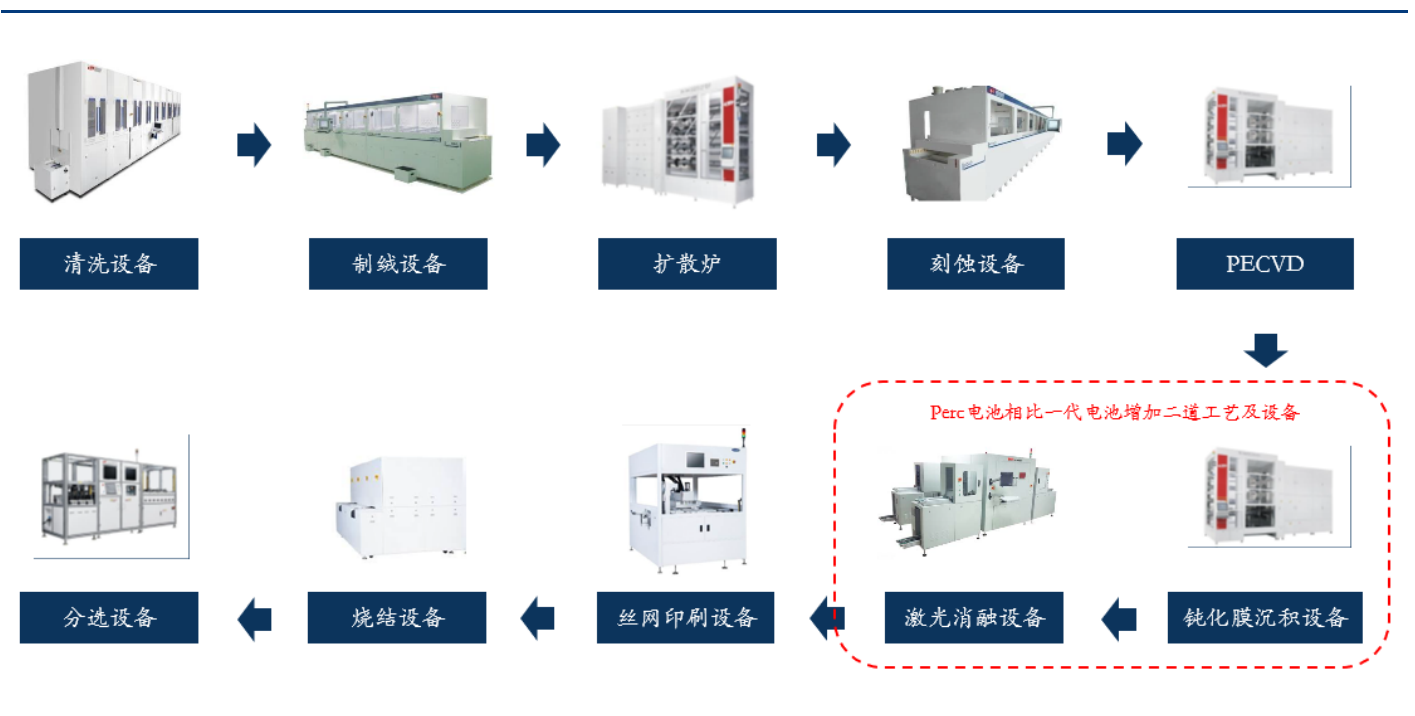 清洗设备
制绒设备
扩散炉
刻蚀设备
PECVD
Perc电池相比一代电池增加二道工艺及设备
分选设备
烧结设备
丝网印刷设备
激光消融设备
钝化膜沉积设备